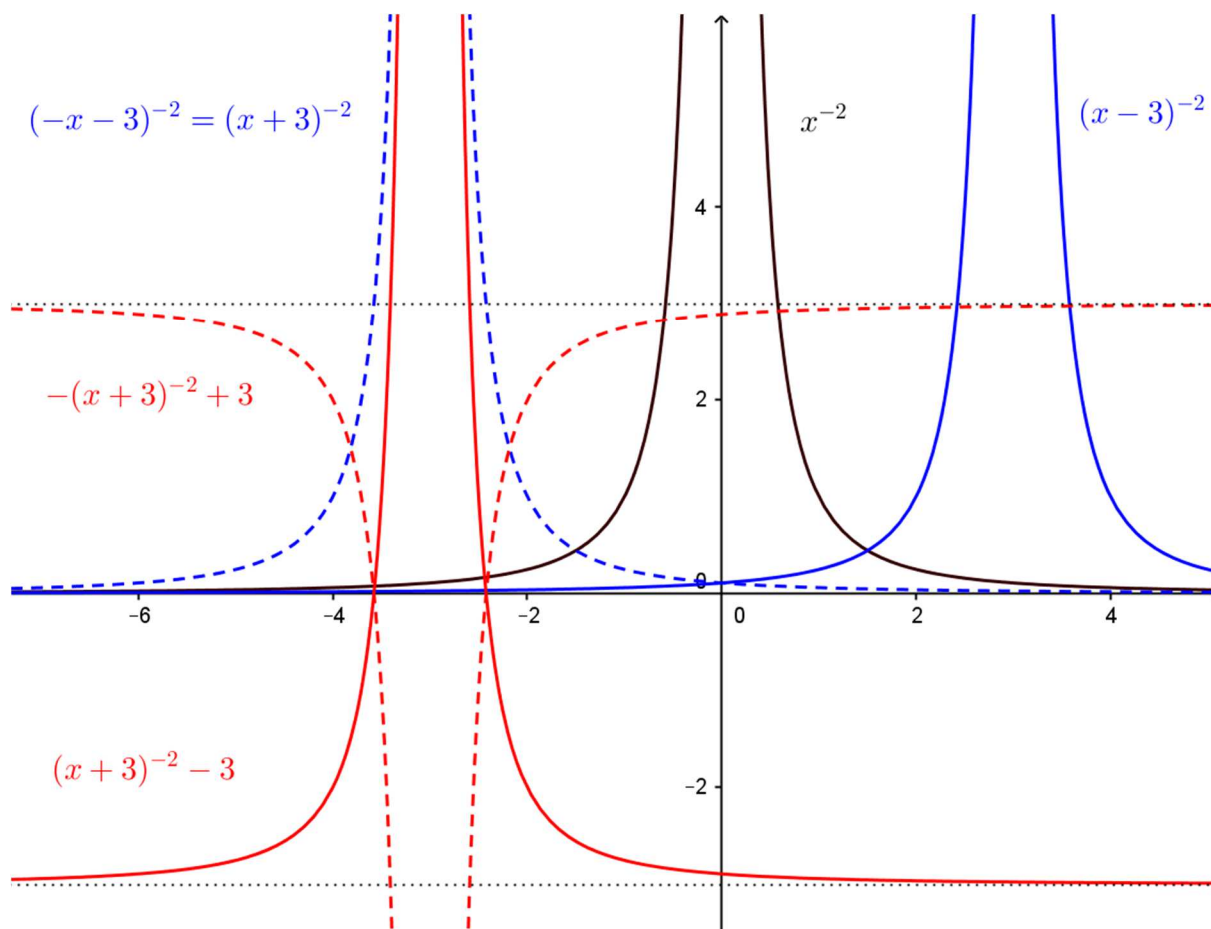 $(x-3)^{-2}$
$(-x-3)^{-2} = (x+3)^{-2}$
$x^{-2}$
4
$-(x+3)^{-2}+3$
2
0
−6 −4 −2 0 2 4
$(x+3)^{-2}-3$
−2